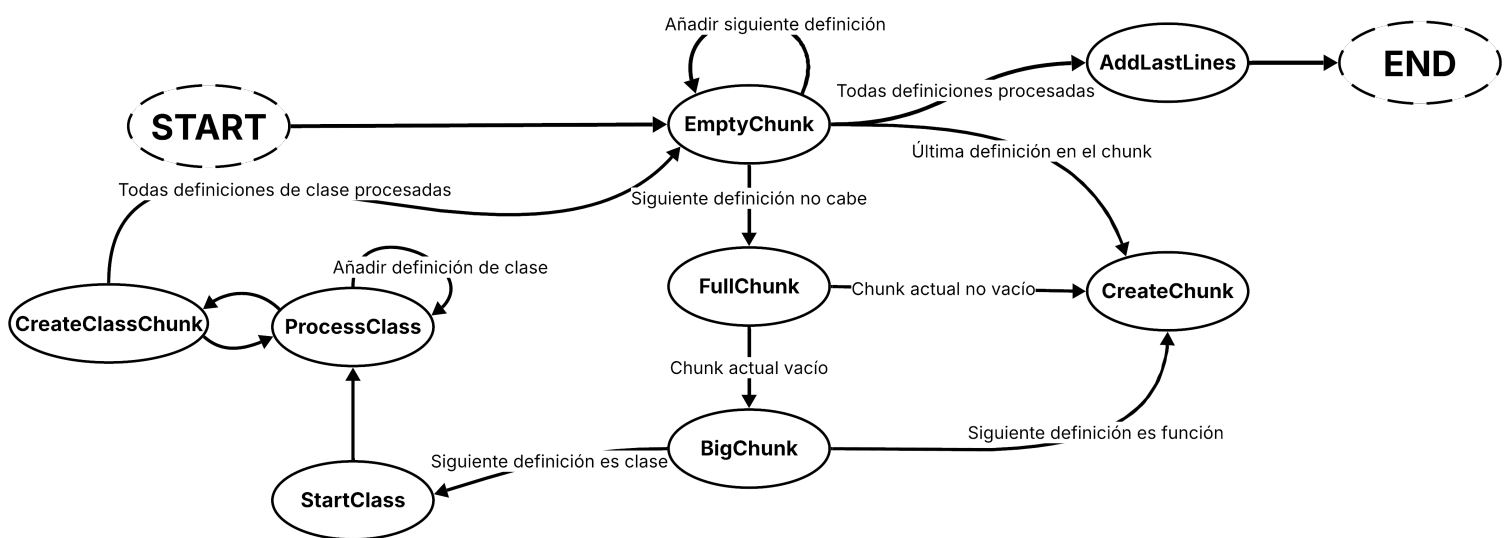 Añadir siguiente definición
AddLastLines
END
Todas definiciones procesadas
START
EmptyChunk
Última definición en el chunk
Todas definiciones de clase procesadas
Siguiente definición no cabe
Añadir definición de clase
FullChunk
Chunk actual no vacío
CreateChunk
CreateClassChunk
ProcessClass
Chunk actual vacío
Siguiente definición es función
BigChunk
Siguiente definición es clase
StartClass